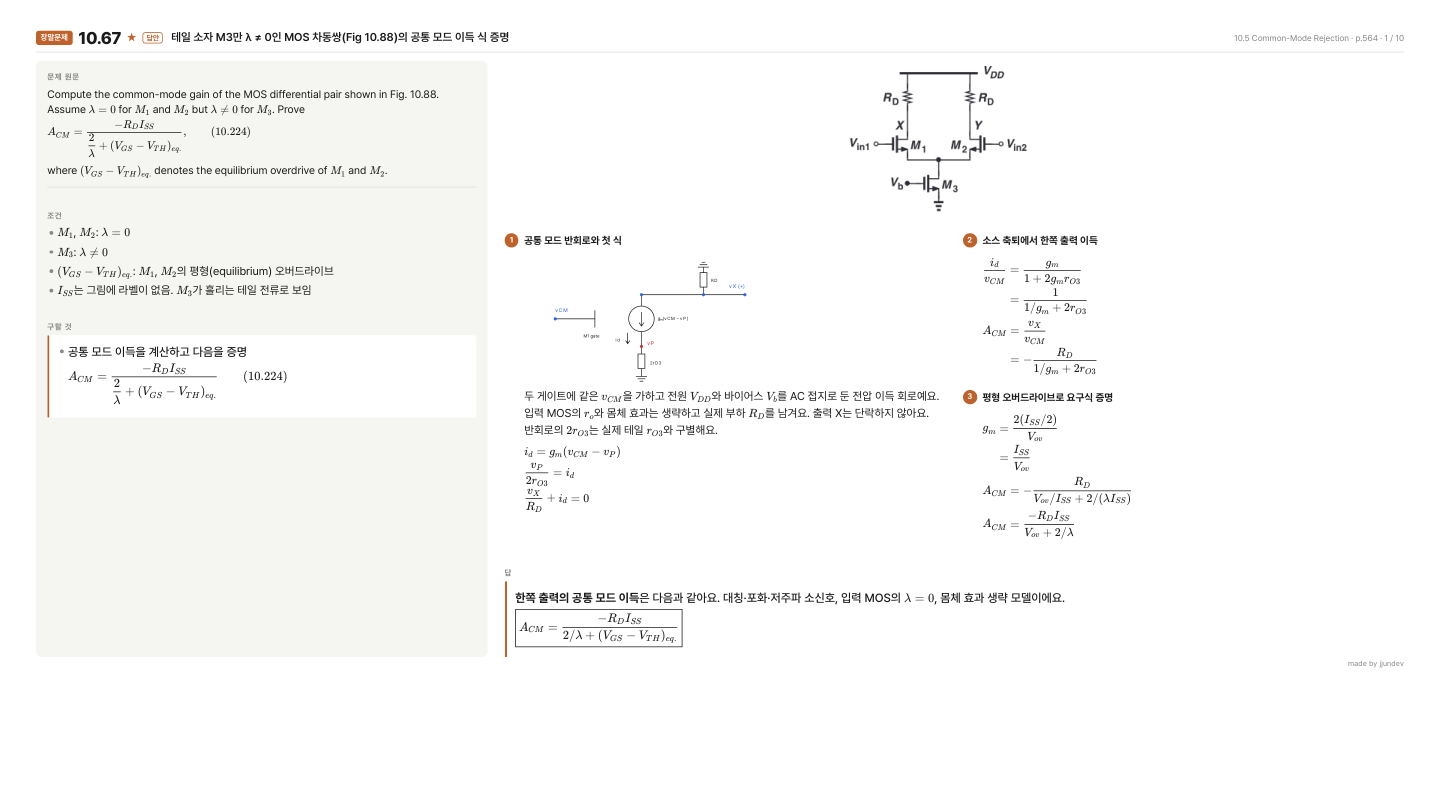 장말문제 10.67 ★ 답안 테일 소자 M3만 λ ≠ 0인 MOS 차동쌍(Fig 10.88)의 공통 모드 이득 식 증명
10.5 Common-Mode Rejection · p.564 · 1 / 10
문제 원문
Compute the common-mode gain of the MOS differential pair shown in Fig. 10.88.
Assume λ = 0 for M₁ and M₂ but λ ≠ 0 for M₃. Prove
A_CM = −R_D I_SS / (2/λ + (V_GS − V_TH)_eq.), (10.224)
where (V_GS − V_TH)_eq. denotes the equilibrium overdrive of M₁ and M₂.
조건
• M₁, M₂: λ = 0
• M₃: λ ≠ 0
• (V_GS − V_TH)_eq.: M₁, M₂의 평형(equilibrium) 오버드라이브
• I_SS는 그림에 라벨이 없음. M₃가 흘리는 테일 전류로 보임
구할 것
• 공통 모드 이득을 계산하고 다음을 증명
A_CM = −R_D I_SS / (2/λ + (V_GS − V_TH)_eq.) (10.224)
V_DD
R_D R_D
X Y
V_in1 M₁ M₂ V_in2
V_b M₃
1 공통 모드 반회로와 첫 식
RD
v X (+)
v CM
gₘ(vCM − vP)
M1 gate
i d
v P
2 r O 3
두 게이트에 같은 v_CM을 가하고 전원 V_DD와 바이어스 V_b를 AC 접지로 둔 전압 이득 회로예요.
입력 MOS의 r_o와 몸체 효과는 생략하고 실제 부하 R_D를 남겨요. 출력 X는 단락하지 않아요.
반회로의 2r_O3는 실제 테일 r_O3와 구별해요.
i_d = g_m(v_CM − v_P)
v_P / 2r_O3 = i_d
v_X / R_D + i_d = 0
2 소스 축퇴에서 한쪽 출력 이득
i_d / v_CM = g_m / (1 + 2g_m r_O3)
= 1 / (1/g_m + 2r_O3)
A_CM = v_X / v_CM
= − R_D / (1/g_m + 2r_O3)
3 평형 오버드라이브로 요구식 증명
g_m = 2(I_SS/2) / V_ov
= I_SS / V_ov
A_CM = − R_D / (V_ov/I_SS + 2/(λI_SS))
A_CM = −R_D I_SS / (V_ov + 2/λ)
답
한쪽 출력의 공통 모드 이득은 다음과 같아요. 대칭·포화·저주파 소신호, 입력 MOS의 λ = 0, 몸체 효과 생략 모델이에요.
A_CM = −R_D I_SS / (2/λ + (V_GS − V_TH)_eq.)
made by jjundev